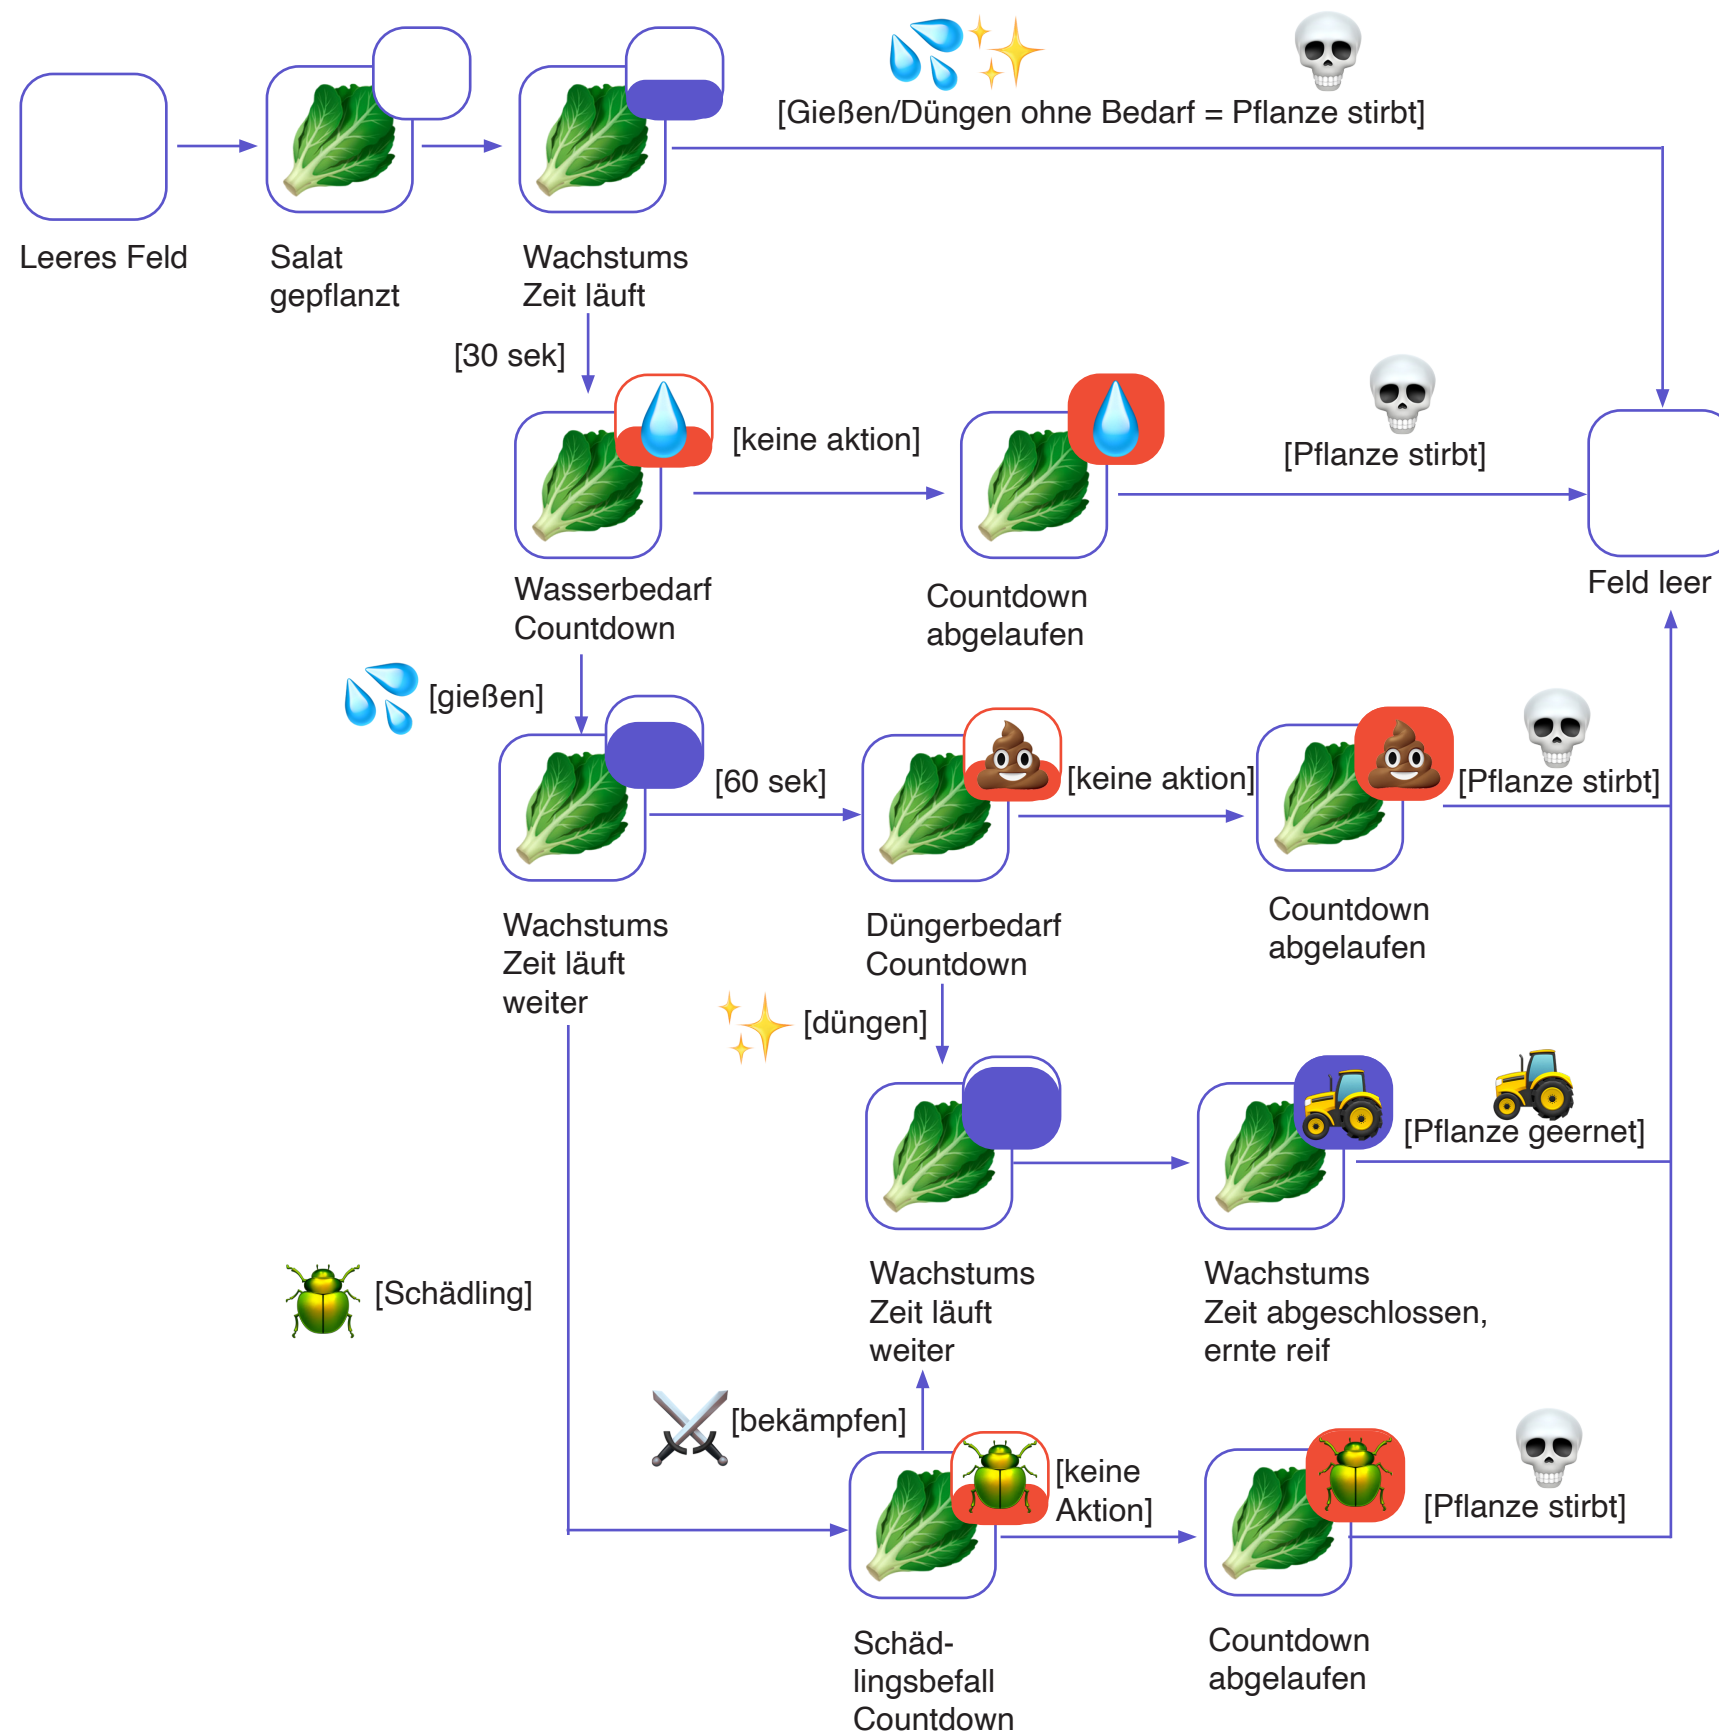 [Gießen/Düngen ohne Bedarf = Pflanze stirbt]
Leeres Feld
Salat
gepflanzt
Wachstums
Zeit läuft
[30 sek]
[keine aktion]
[Pflanze stirbt]
Wasserbedarf
Countdown
Countdown
abgelaufen
Feld leer
[gießen]
[60 sek]
[keine aktion]
[Pflanze stirbt]
Wachstums
Zeit läuft
weiter
Düngerbedarf
Countdown
Countdown
abgelaufen
[düngen]
[Pflanze geernet]
Wachstums
Zeit läuft
weiter
Wachstums
Zeit abgeschlossen,
ernte reif
[Schädling]
[bekämpfen]
[keine
Aktion]
[Pflanze stirbt]
Schäd-
lingsbefall
Countdown
Countdown
abgelaufen